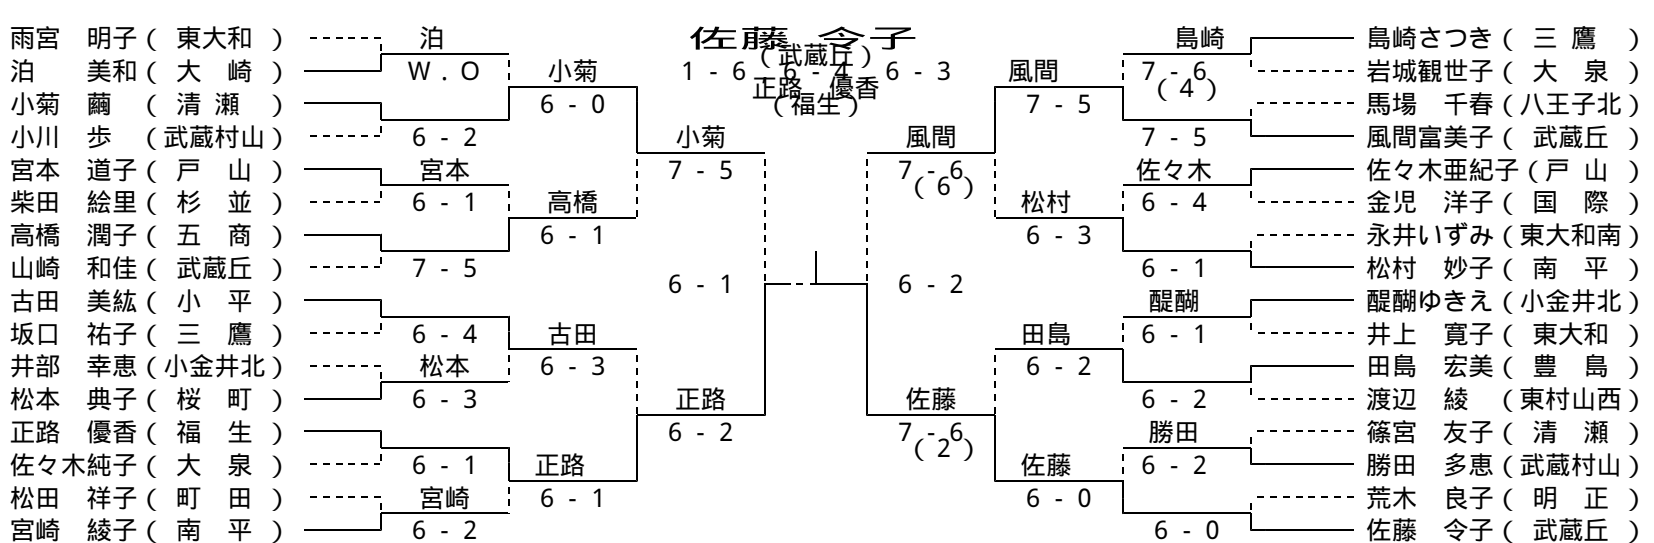 雨宮　明子（ 東大和 ）
泊　　美和（ 大　崎 ）
小菊　繭　（ 清 瀬 ）
小川　歩　（武蔵村山）
宮本　道子（ 戸　山 ）
柴田　絵里（ 杉　並 ）
高橋　潤子（ 五　商 ）
山崎　和佳（ 武蔵丘 ）
古田　美紘（ 小　平 ）
坂口　祐子（ 三　鷹 ）
井部　幸恵（小金井北）
松本　典子（ 桜　町 ）
正路　優香（ 福　生 ）
佐々木純子（ 大　泉 ）
松田　祥子（ 町　田 ）
宮崎　綾子（ 南　平 ）
泊
W．O
6 - 2
宮本
6 - 1
7 - 5
6 - 4
松本
6 - 3
6 - 1
宮崎
6 - 2
小菊
6 - 0
高橋
6 - 1
古田
6 - 3
正路
6 - 1
小菊
7 - 5
正路
6 - 2
6 - 1
佐藤 令子
（武蔵丘）
1 - 6 6 - 4 6 - 3
正路　優香
（福生）
6 - 2
風間
7 - 6
（6）
佐藤
7 - 6
（2）
風間
7 - 5
松村
6 - 3
田島
6 - 2
佐藤
6 - 0
島崎
7 - 6
（4）
7 - 5
佐々木
6 - 4
6 - 1
醍醐
6 - 1
6 - 2
勝田
6 - 2
6 - 0
島崎さつき（ 三 鷹 ）
岩城観世子（ 大　泉 ）
馬場　千春（八王子北）
風間富美子（ 武蔵丘 ）
佐々木亜紀子（戸 山 ）
金児　洋子（ 国　際 ）
永井いずみ（東大和南）
松村　妙子（ 南　平 ）
醍醐ゆきえ（小金井北）
井上　寛子（ 東大和 ）
田島　宏美（ 豊　島 ）
渡辺　綾　（東村山西）
篠宮　友子（ 清　瀬 ）
勝田　多恵（武蔵村山）
荒木　良子（ 明　正 ）
佐藤　令子（ 武蔵丘 ）